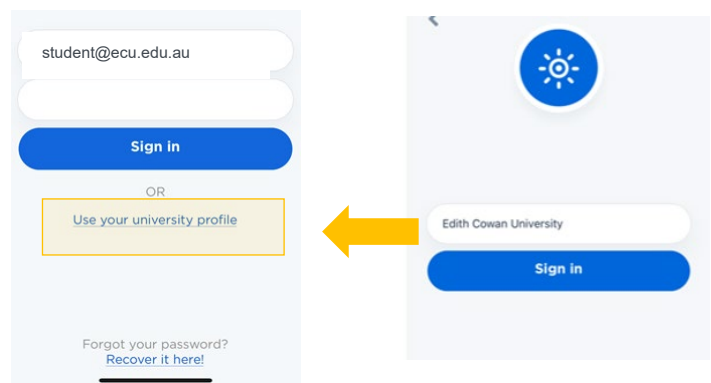 student@ecu.edu.au
Sign in
OR
Use your university profile
Forgot your password?
Recover it here!
Edith Cowan University
Sign in